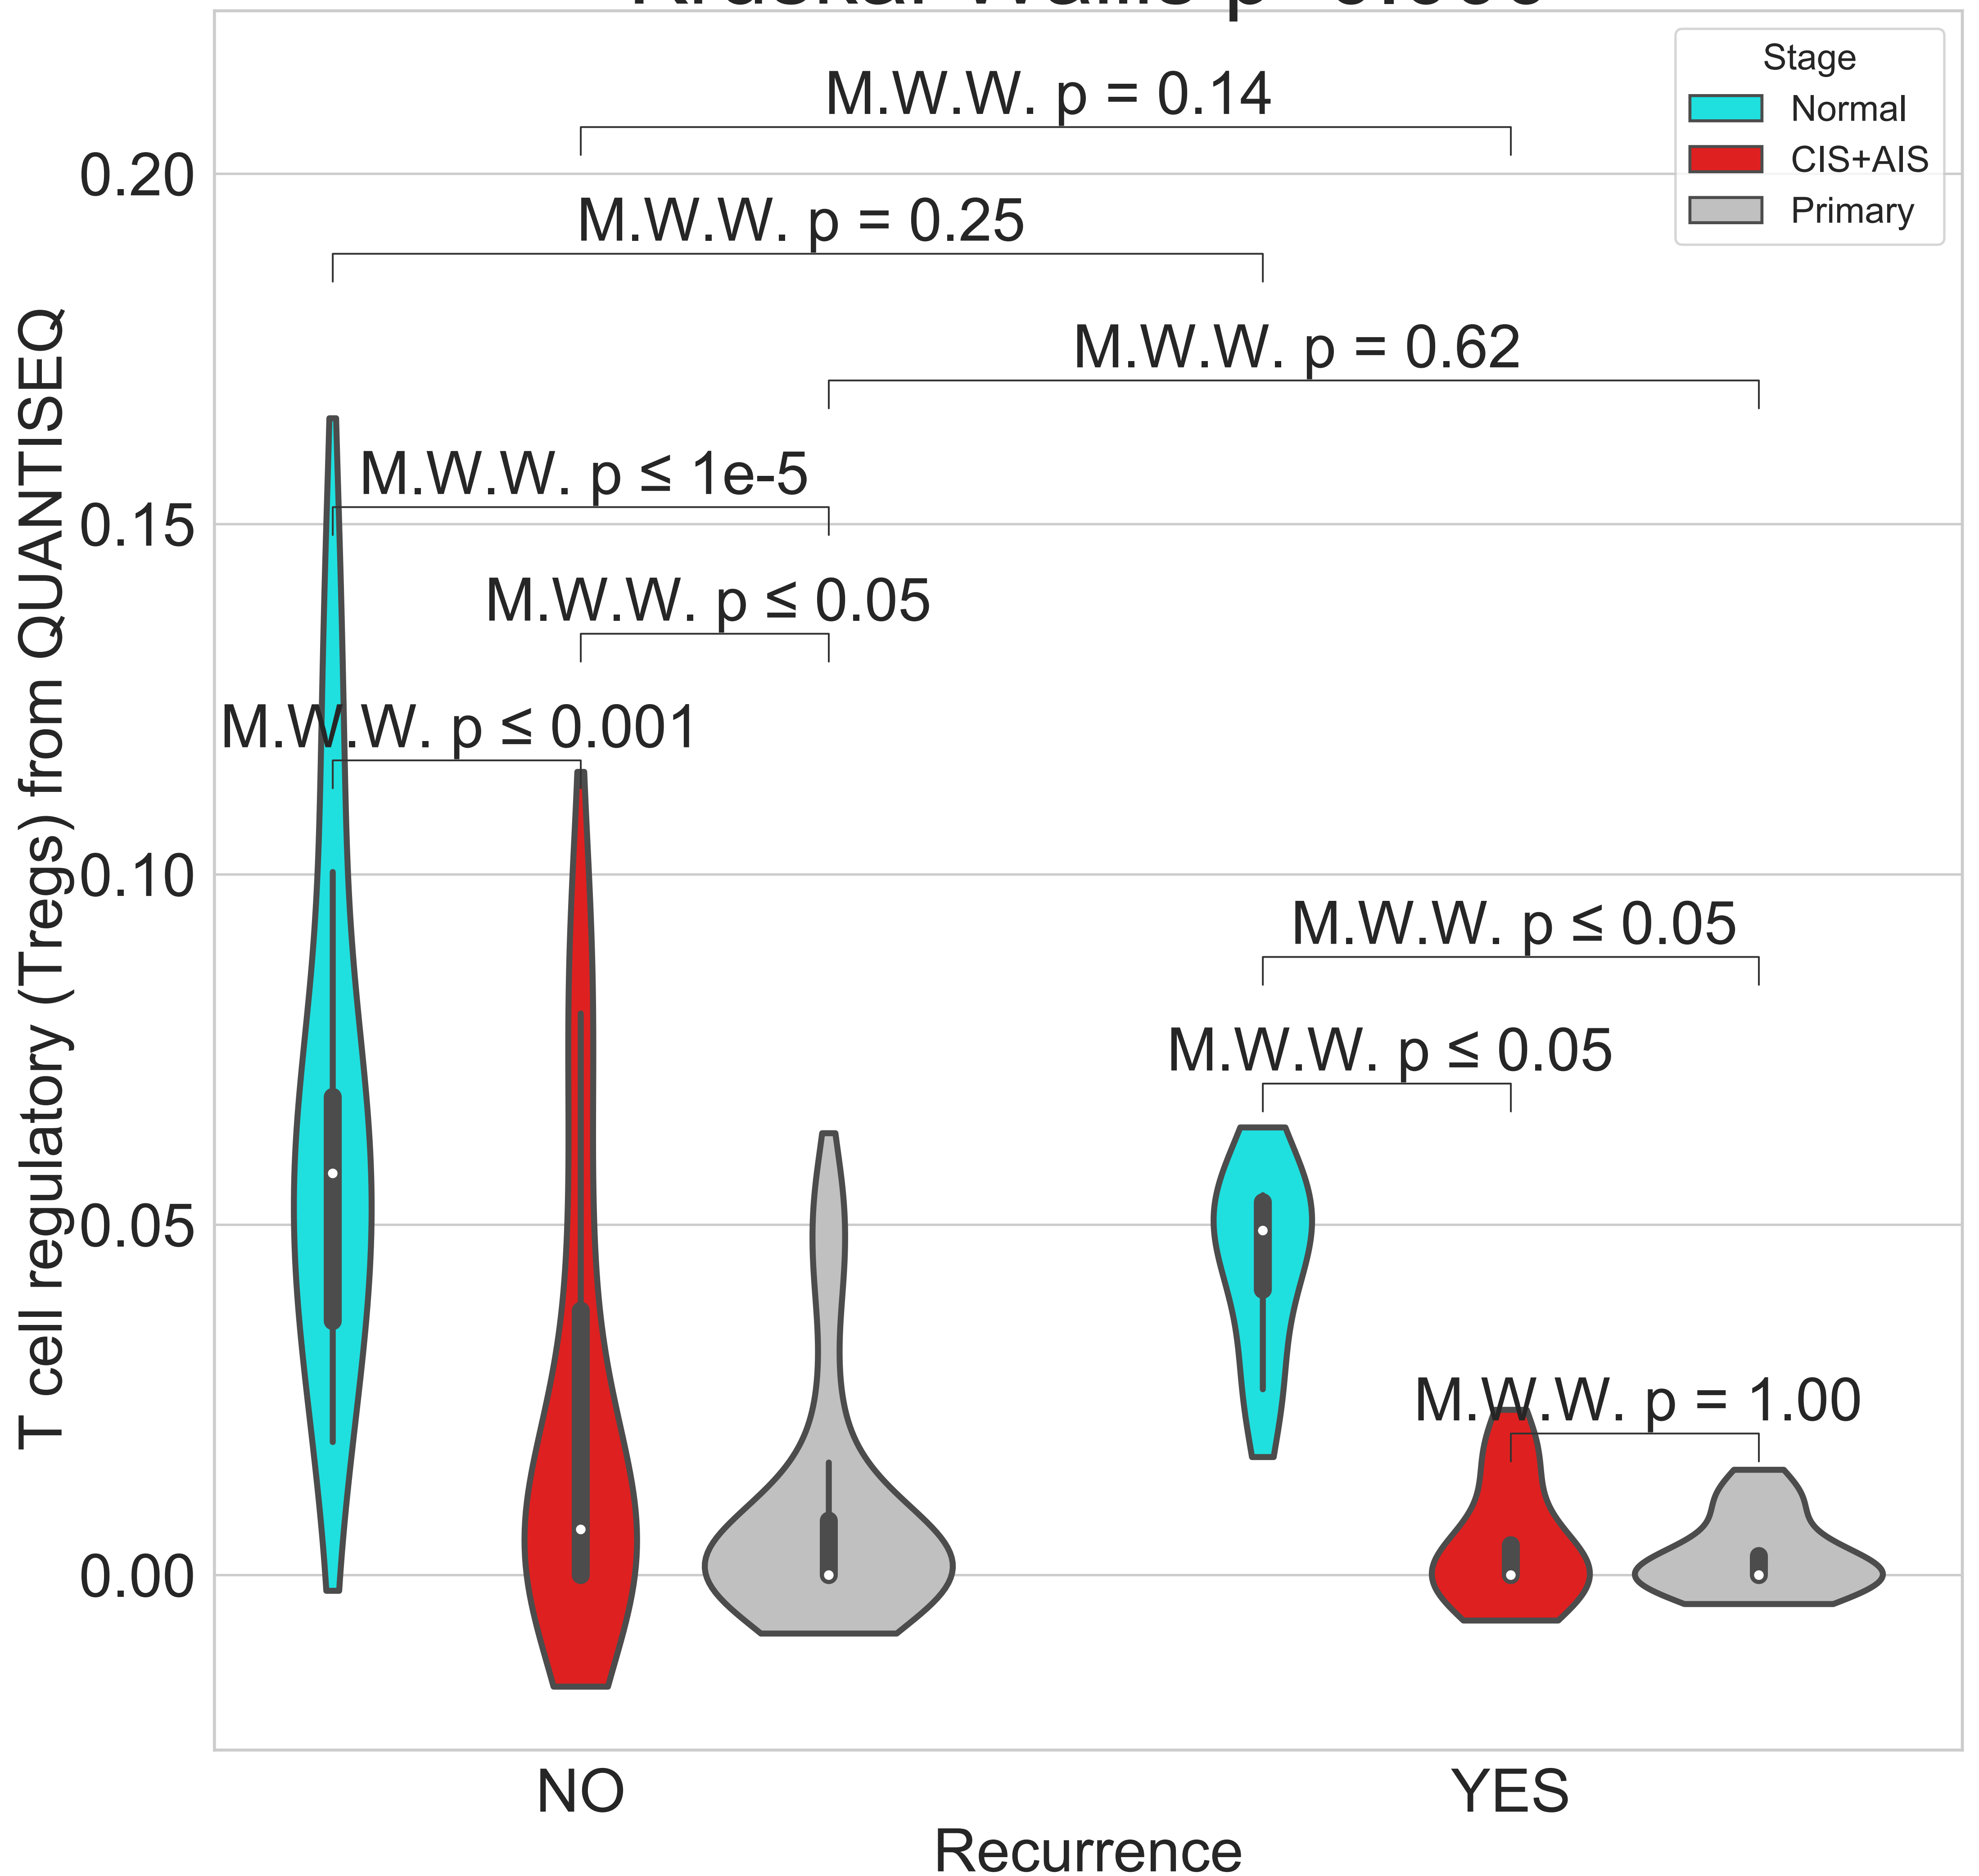 M.W.W. p = 0.14
M.W.W. p = 0.25
M.W.W. p = 0.62
M.W.W. p ≤ 1e-5
M.W.W. p ≤ 0.05
M.W.W. p ≤ 0.001
M.W.W. p ≤ 0.05
M.W.W. p ≤ 0.05
M.W.W. p = 1.00
Stage
Normal
CIS+AIS
Primary
T cell regulatory (Tregs) from QUANTISEQ
0.20
0.15
0.10
0.05
0.00
NO
YES
Recurrence